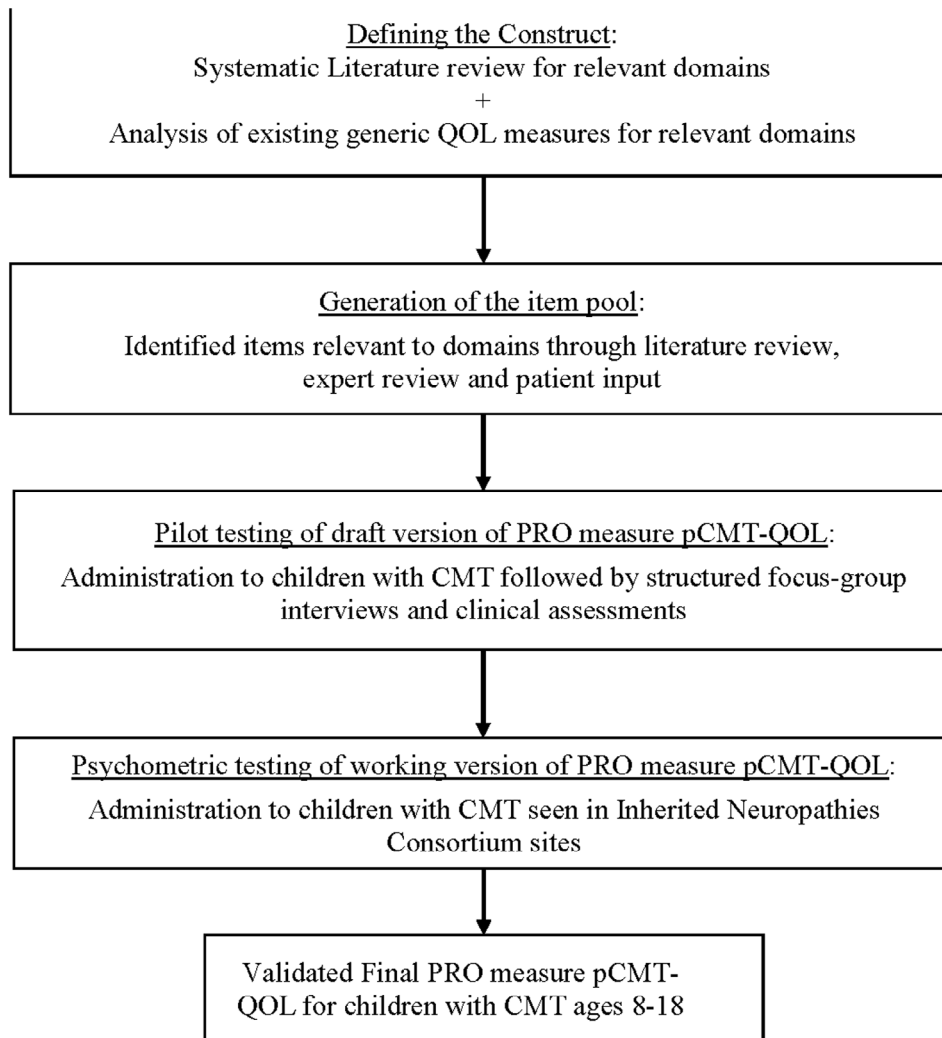 Defining the Construct:
Systematic Literature review for relevant domains
+
Analysis of existing generic QOL measures for relevant domains
Generation of the item pool:
Identified items relevant to domains through literature review,
expert review and patient input
Pilot testing of draft version of PRO measure pCMT-QOL:
Administration to children with CMT followed by structured focus-group
interviews and clinical assessments
Psychometric testing of working version of PRO measure pCMT-QOL:
Administration to children with CMT seen in Inherited Neuropathies
Consortium sites
Validated Final PRO measure pCMT-
QOL for children with CMT ages 8-18